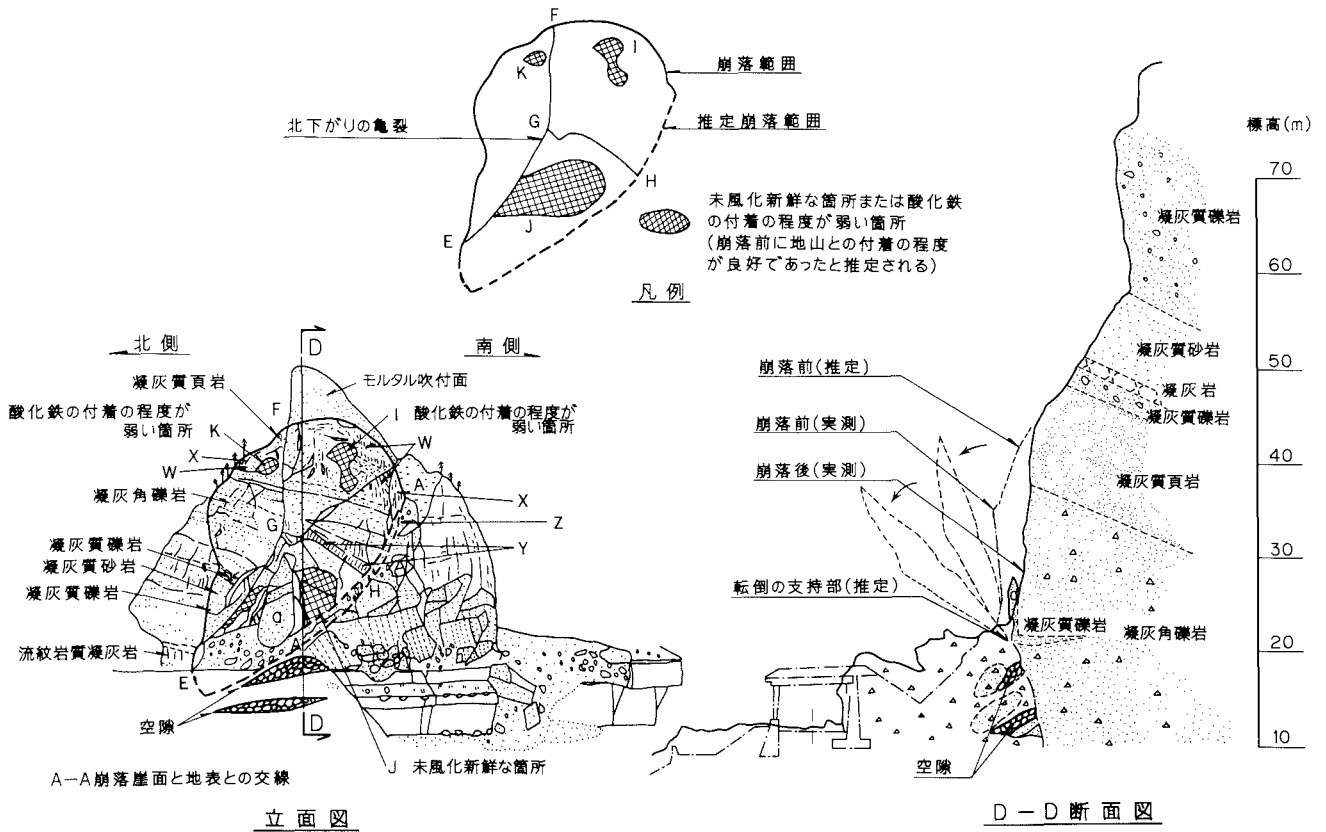 F
K
I
崩落範囲
北下がりの亀裂
G
推定崩落範囲
H
J
E
未風化新鮮な箇所または酸化鉄
の付着の程度が弱い箇所
(崩落前に地山との付着の程度
が良好であったと推定される)
凡例
北側
D
南側
凝灰質頁岩
モルタル吹付面
酸化鉄の付着の程度が
弱い箇所
F
I
酸化鉄の付着の程度が
弱い箇所
K
W
X
W
A
凝灰角礫岩
X
Z
G
Y
凝灰質礫岩
凝灰質砂岩
凝灰質礫岩
H
a
A
流紋岩質凝灰岩
E
空隙
D
J 未風化新鮮な箇所
A-A崩落崖面と地表との交線
立面図
標高(m)
70
凝灰質礫岩
60
凝灰質砂岩
50
崩落前(推定)
凝灰岩
凝灰質礫岩
崩落前(実測)
40
崩落後(実測)
凝灰質頁岩
30
転倒の支持部(推定)
a
凝灰質礫岩
凝灰角礫岩
20
空隙
10
D-D断面図